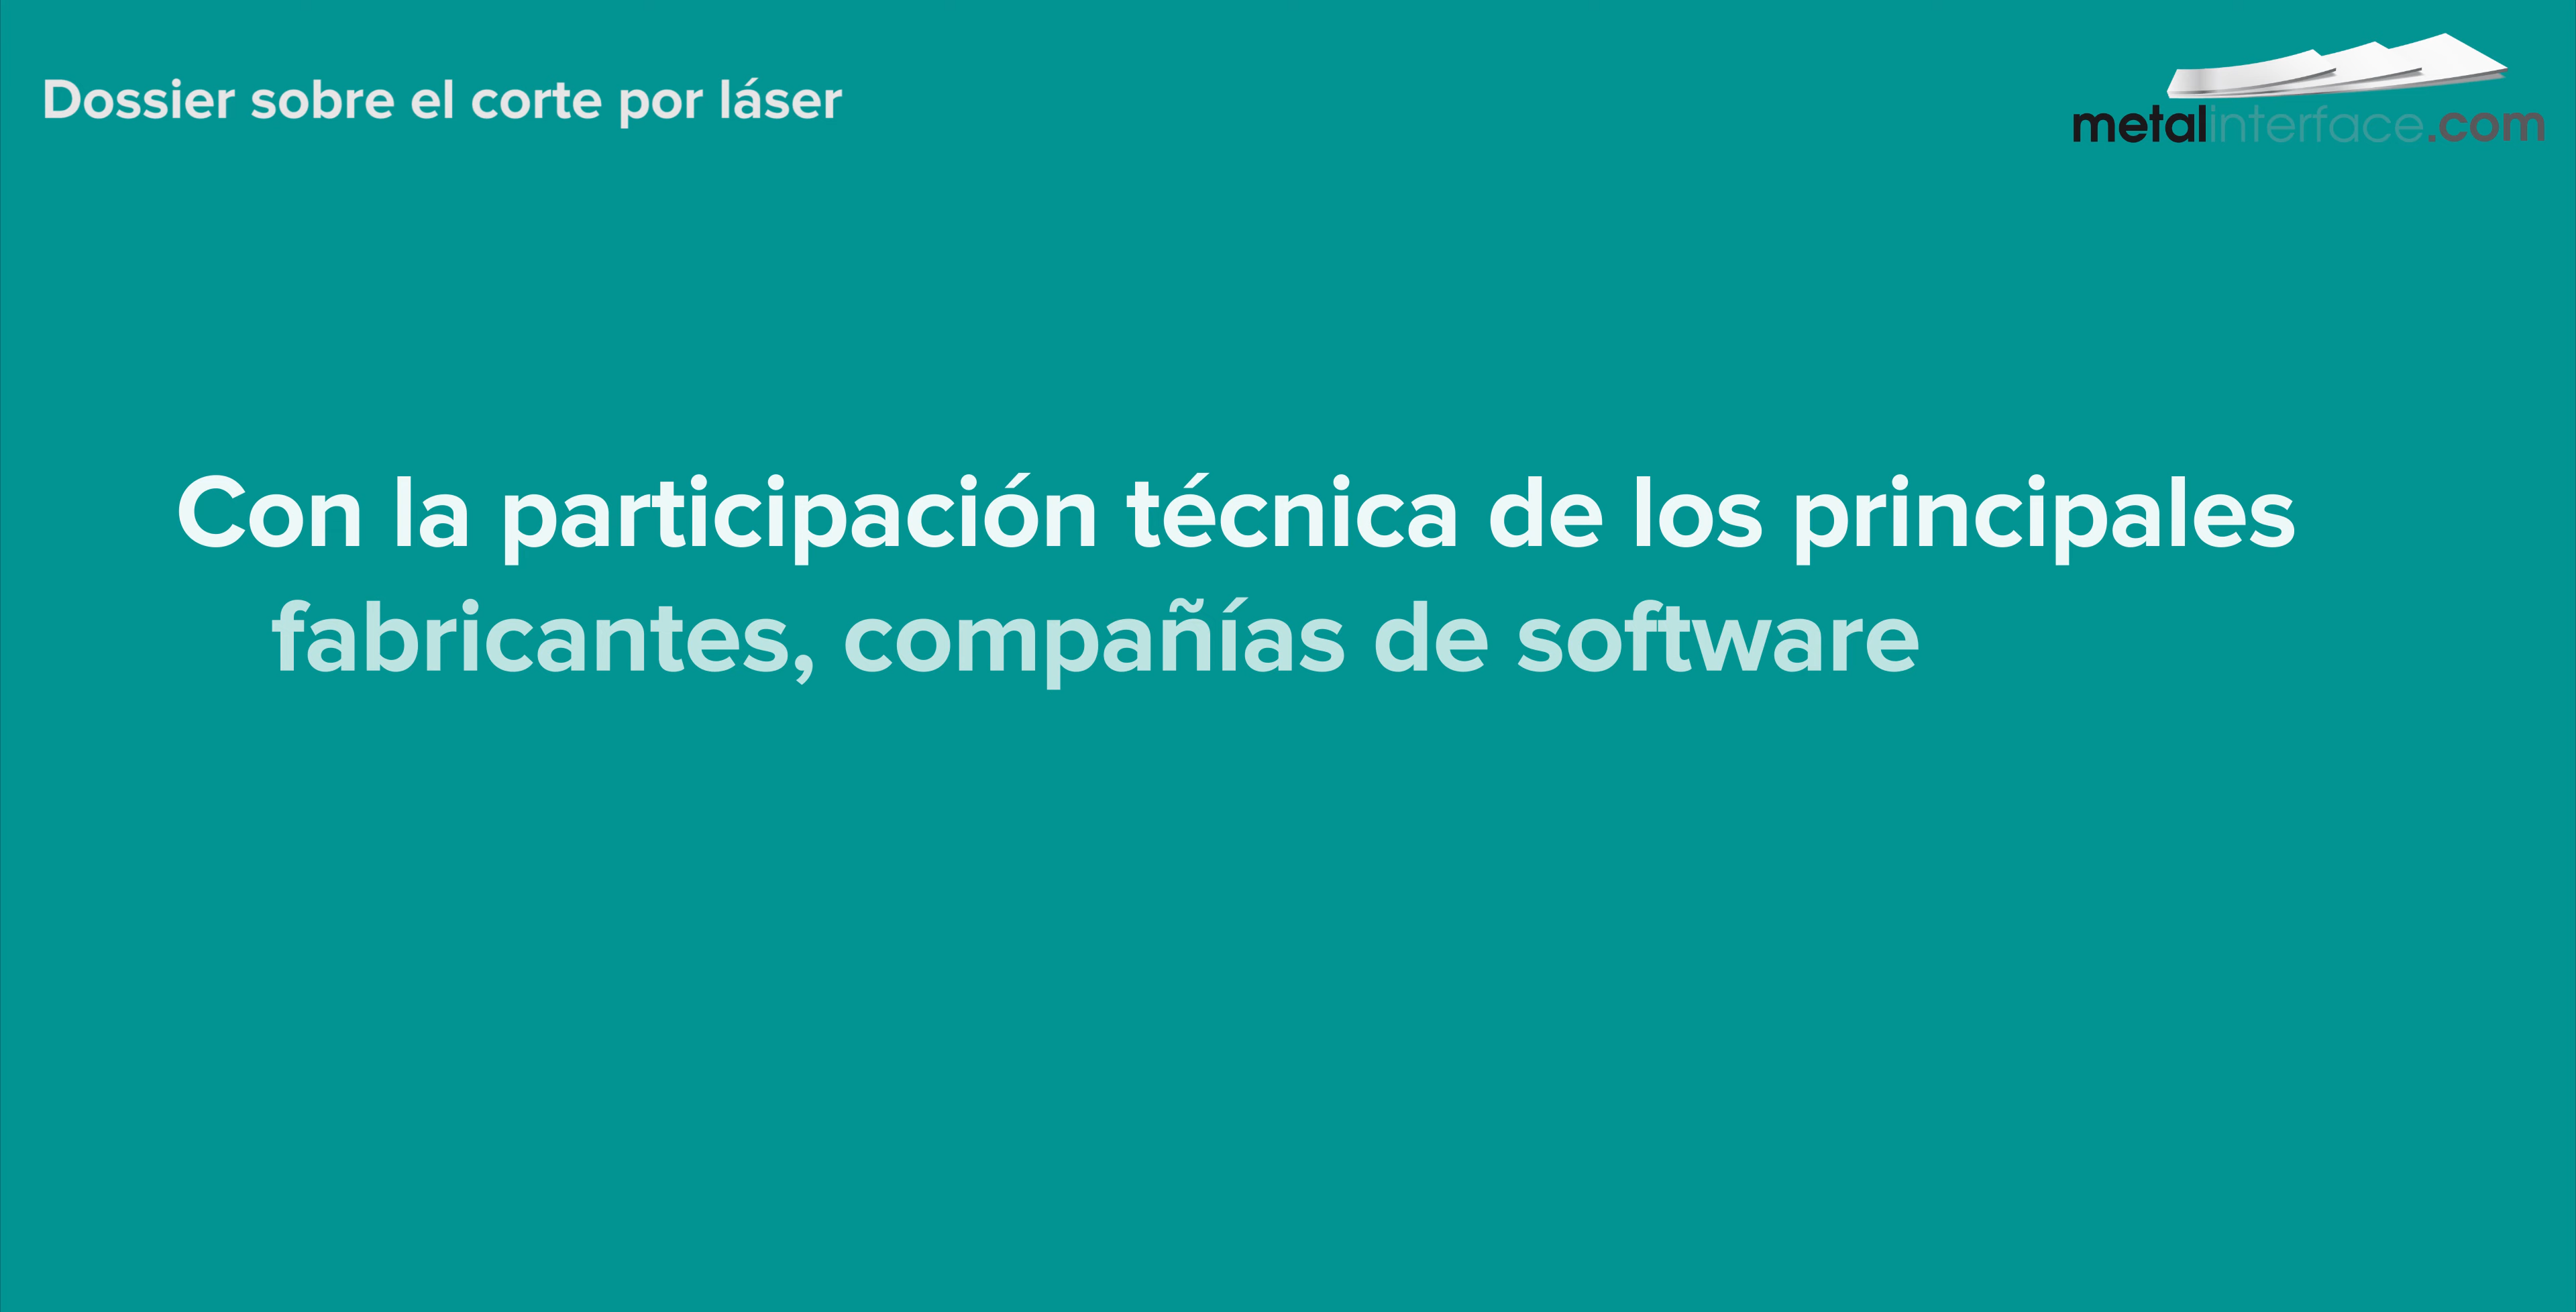 Dossier sobre el corte por láser
metalinterface.com
Con la participación técnica de los principales
fabricantes, compañías de software